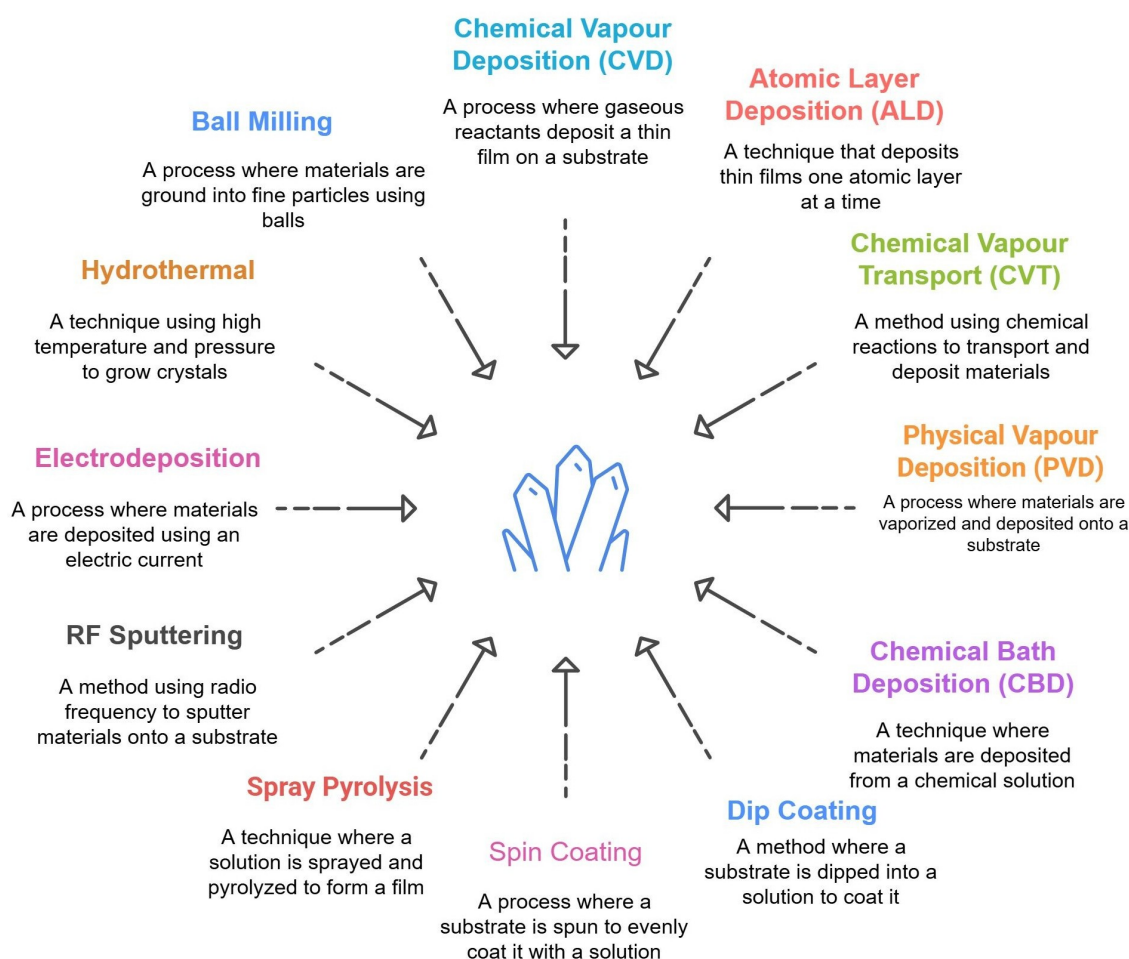 Chemical Vapour
Deposition (CVD)
A process where gaseous
reactants deposit a thin
film on a substrate
Atomic Layer
Deposition (ALD)
A technique that deposits
thin films one atomic layer
at a time
Chemical Vapour
Transport (CVT)
A method using chemical
reactions to transport and
deposit materials
Physical Vapour
Deposition (PVD)
A process where materials are
vaporized and deposited onto a
substrate
Chemical Bath
Deposition (CBD)
A technique where
materials are deposited
from a chemical solution
Dip Coating
A method where a
substrate is dipped into a
solution to coat it
Spin Coating
A process where a
substrate is spun to evenly
coat it with a solution
Spray Pyrolysis
A technique where a
solution is sprayed and
pyrolyzed to form a film
RF Sputtering
A method using radio
frequency to sputter
materials onto a substrate
Electrodeposition
A process where materials
are deposited using an
electric current
Hydrothermal
A technique using high
temperature and pressure
to grow crystals
Ball Milling
A process where materials are
ground into fine particles using
balls